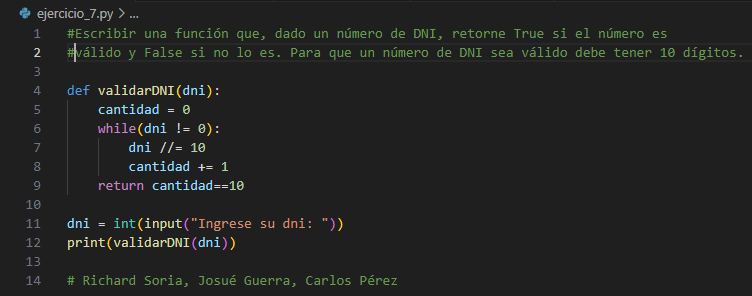 ejercicio_7.py > ...
1 #Escribir una función que, dado un número de DNI, retorne True si el número es
2 #válido y False si no lo es. Para que un número de DNI sea válido debe tener 10 dígitos.
3
4 def validarDNI(dni):
5     cantidad = 0
6     while(dni != 0):
7         dni //= 10
8         cantidad += 1
9     return cantidad==10
10
11 dni = int(input("Ingrese su dni: "))
12 print(validarDNI(dni))
13
14 # Richard Soria, Josué Guerra, Carlos Pérez